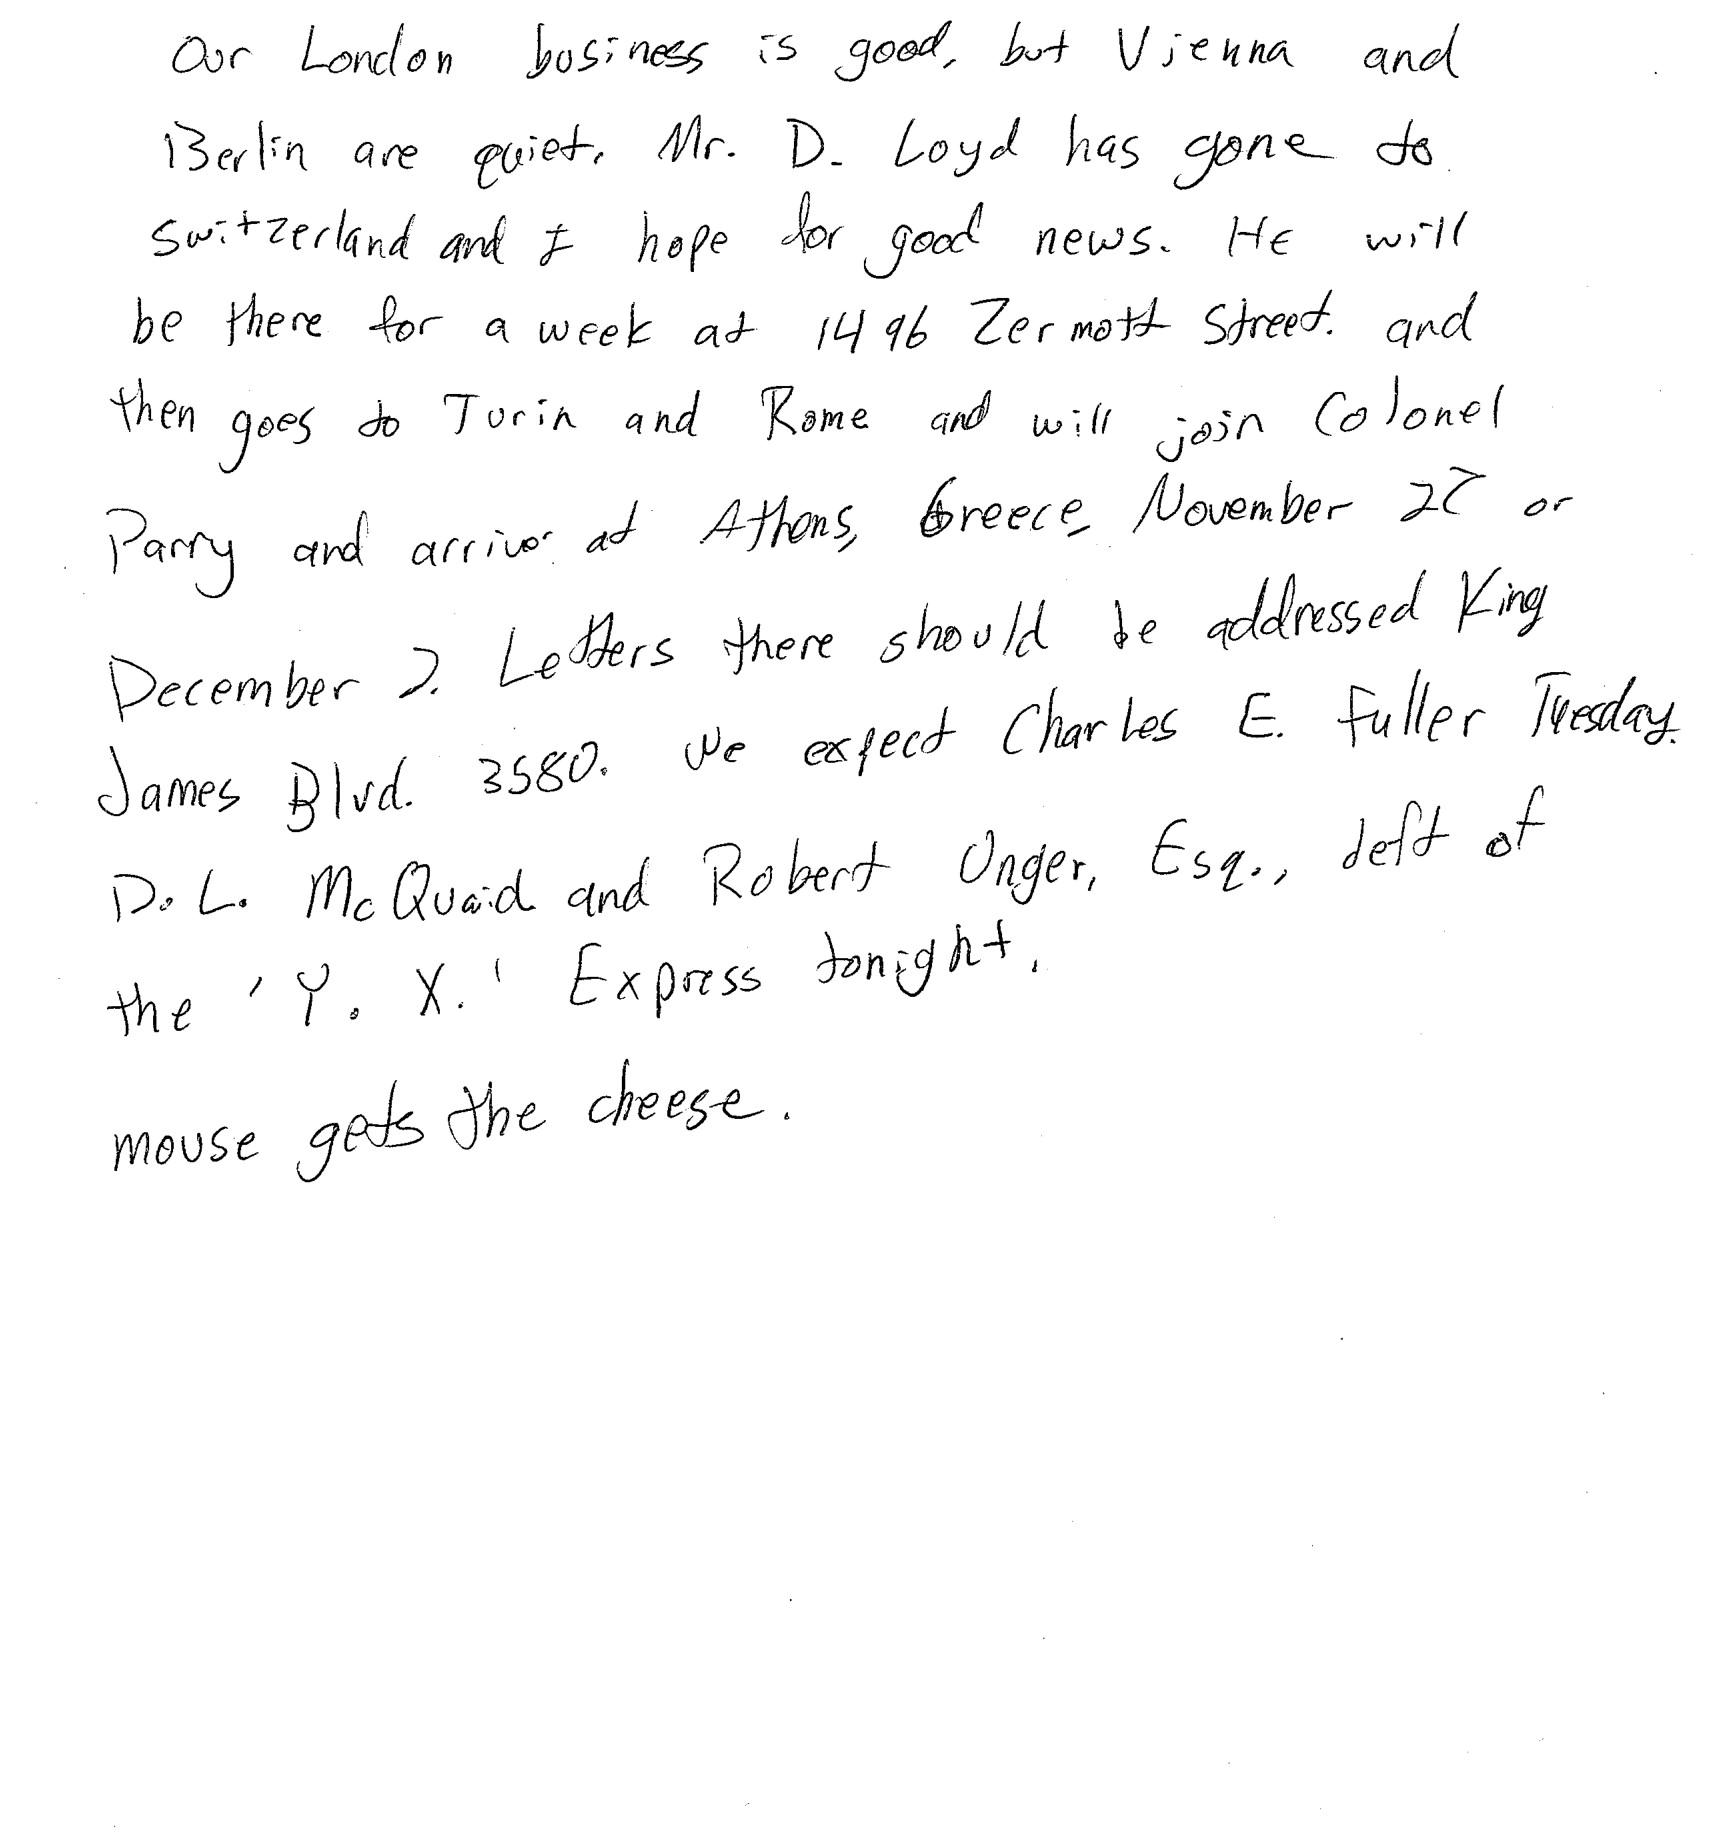 Our London business is good, but Vienna and
Berlin are quiet. Mr. D. Loyd has gone to
Switzerland and I hope for good news. He will
be there for a week at 1496 Zermott Street. and
then goes to Turin and Rome and will join Colonel
Parry and arrive at Athens, Greece, November 27 or
December 2. Letters there should be addressed King
James Blvd. 3580. We expect Charles E. Fuller Tuesday.
D. L. McQuaid and Robert Unger, Esq., left of
the 'Y. X.' Express tonight.
mouse gets the cheese.